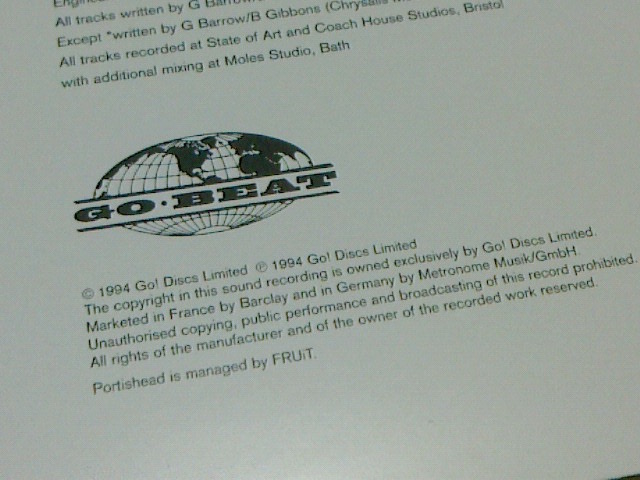 All tracks written by G Barrow
Except *written by G Barrow/B Gibbons (Chrysalis
All tracks recorded at State of Art and Coach House Studios, Bristol
with additional mixing at Moles Studio, Bath
GO·BEAT
© 1994 Go! Discs Limited ℗ 1994 Go! Discs Limited
The copyright in this sound recording is owned exclusively by Go! Discs Limited.
Marketed in France by Barclay and in Germany by Metronome Musik/GmbH.
Unauthorised copying, public performance and broadcasting of this record prohibited.
All rights of the manufacturer and of the owner of the recorded work reserved.
Portishead is managed by FRUiT.